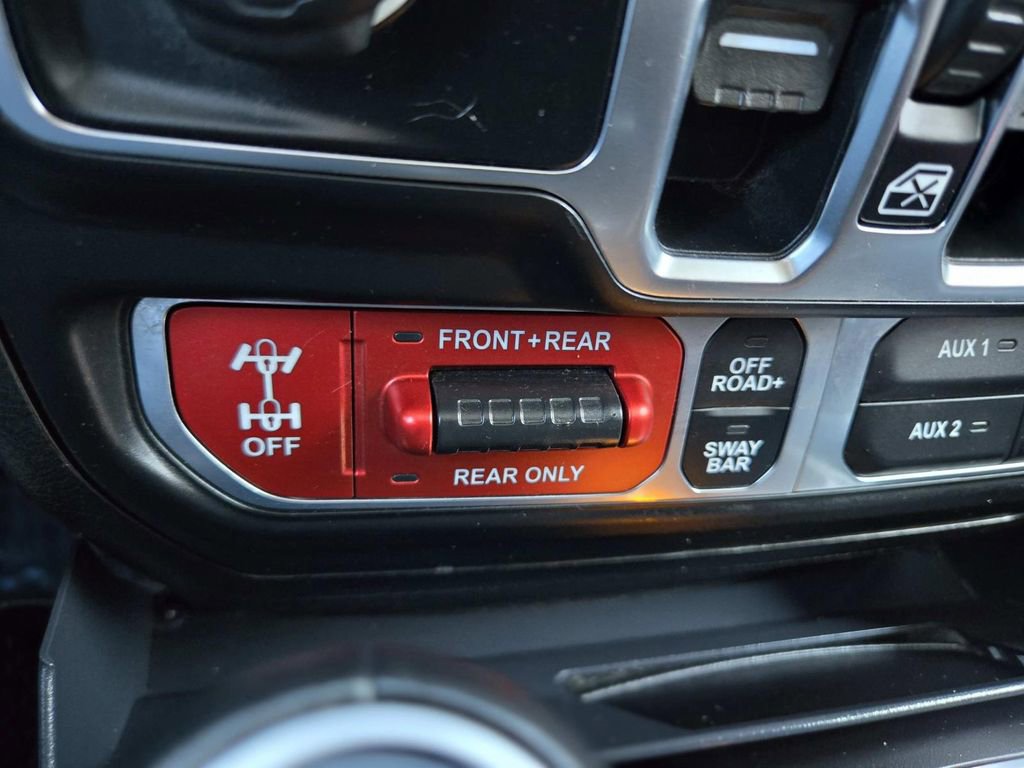 FRONT+REAR
OFF
REAR ONLY
OFF
ROAD+
SWAY
BAR
AUX 1
AUX 2